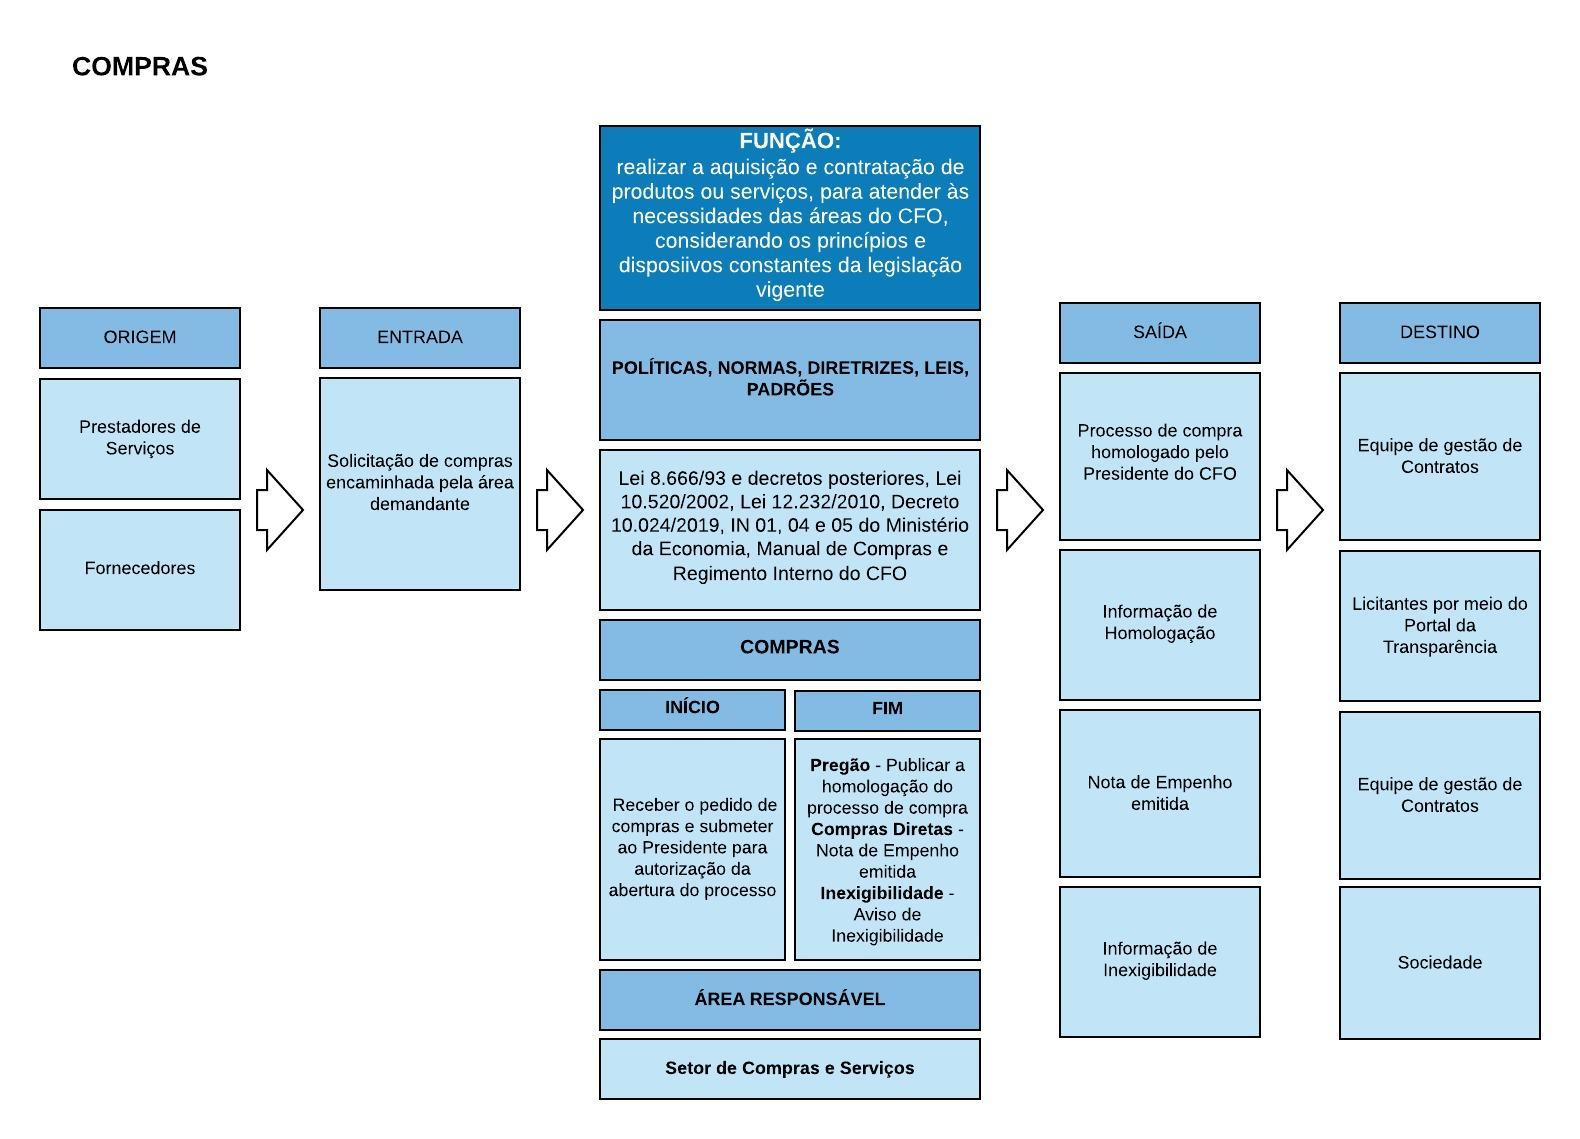 COMPRAS
FUNÇÃO:
realizar a aquisição e contratação de
produtos ou serviços, para atender às
necessidades das áreas do CFO,
considerando os princípios e
disposiivos constantes da legislação
vigente
ORIGEM
Prestadores de
Serviços
Fornecedores
ENTRADA
Solicitação de compras
encaminhada pela área
demandante
POLÍTICAS, NORMAS, DIRETRIZES, LEIS,
PADRÕES
Lei 8.666/93 e decretos posteriores, Lei
10.520/2002, Lei 12.232/2010, Decreto
10.024/2019, IN 01, 04 e 05 do Ministério
da Economia, Manual de Compras e
Regimento Interno do CFO
COMPRAS
INÍCIO
Receber o pedido de
compras e submeter
ao Presidente para
autorização da
abertura do processo
FIM
Pregão - Publicar a
homologação do
processo de compra
Compras Diretas -
Nota de Empenho
emitida
Inexigibilidade -
Aviso de
Inexigibilidade
ÁREA RESPONSÁVEL
Setor de Compras e Serviços
SAÍDA
Processo de compra
homologado pelo
Presidente do CFO
Informação de
Homologação
Nota de Empenho
emitida
Informação de
Inexigibilidade
DESTINO
Equipe de gestão de
Contratos
Licitantes por meio do
Portal da
Transparência
Equipe de gestão de
Contratos
Sociedade